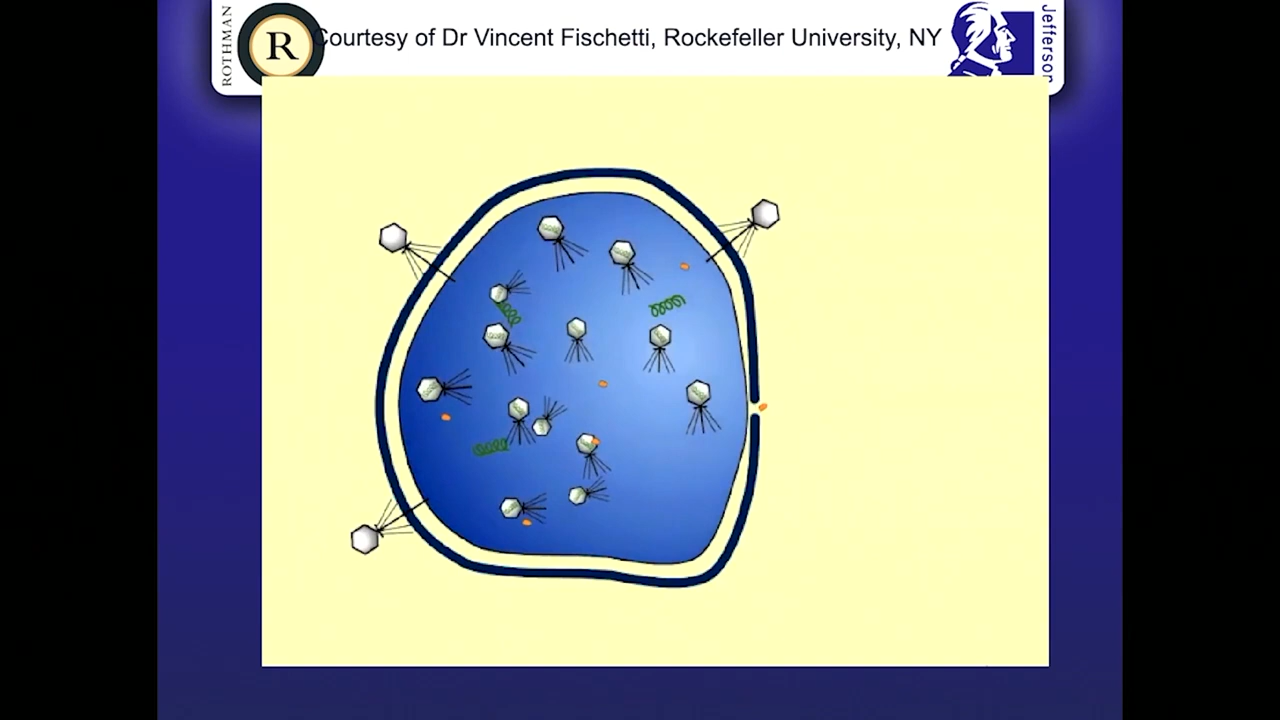 ROTHMAN
R
Courtesy of Dr Vincent Fischetti, Rockefeller University, NY
Jefferson